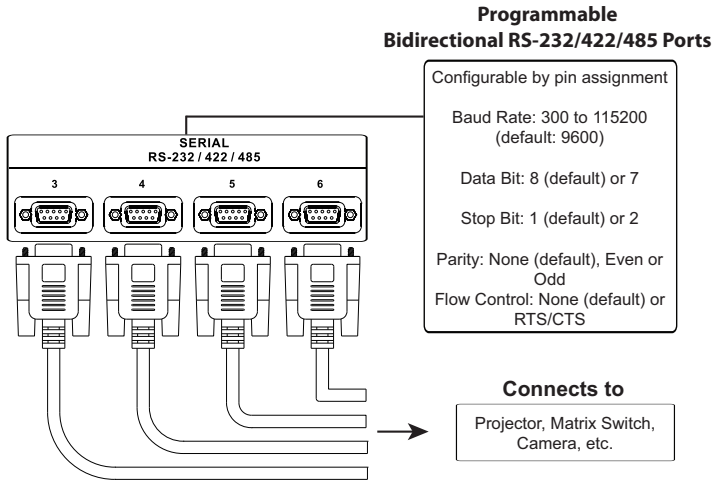 Programmable
Bidirectional RS-232/422/485 Ports
Configurable by pin assignment
Baud Rate: 300 to 115200
(default: 9600)
Data Bit: 8 (default) or 7
Stop Bit: 1 (default) or 2
Parity: None (default), Even or
Odd
Flow Control: None (default) or
RTS/CTS
SERIAL
RS-232 / 422 / 485
3 4 5 6
Connects to
Projector, Matrix Switch,
Camera, etc.